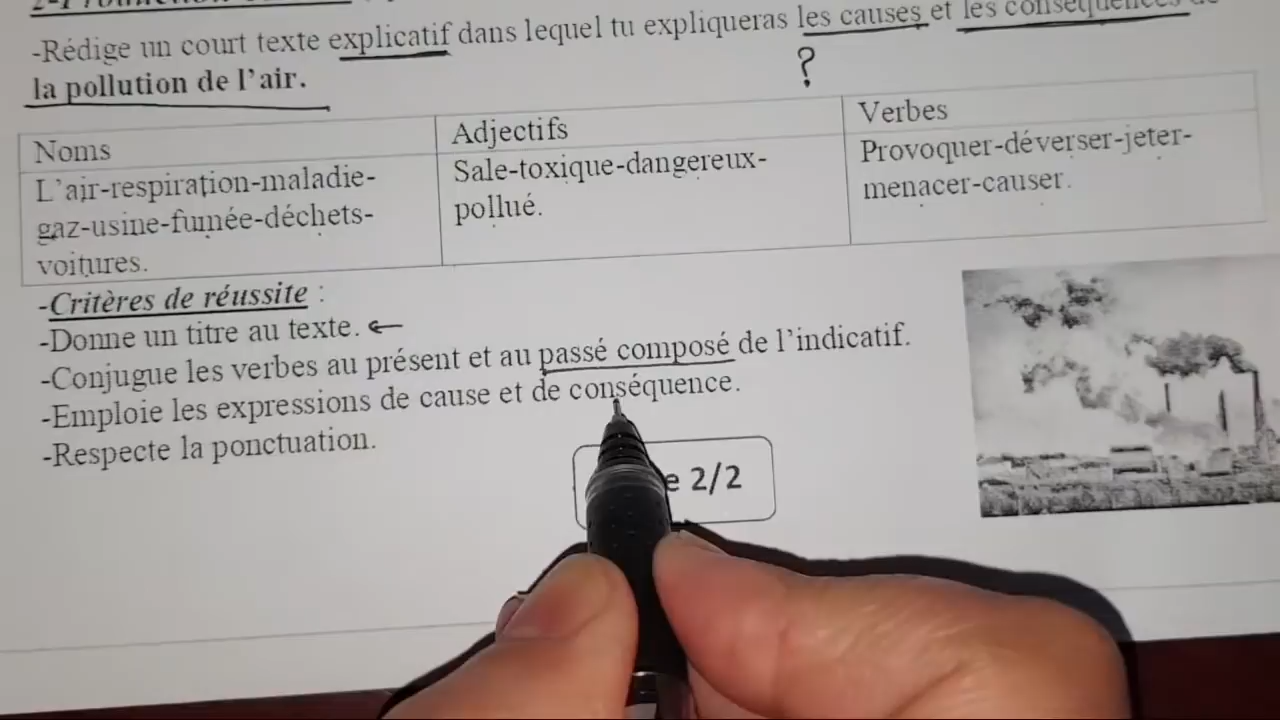 -Rédige un court texte explicatif dans lequel tu expliqueras les causes et les conséquences
la pollution de l'air.
?
Noms
Adjectifs
Verbes
L'air-respiration-maladie-
gaz-usine-fumée-déchets-
voitures.
Sale-toxique-dangereux-
pollué.
Provoquer-déverser-jeter-
menacer-causer.
-Critères de réussite :
-Donne un titre au texte. ←
-Conjugue les verbes au présent et au passé composé de l'indicatif.
-Emploie les expressions de cause et de conséquence.
-Respecte la ponctuation.
e 2/2